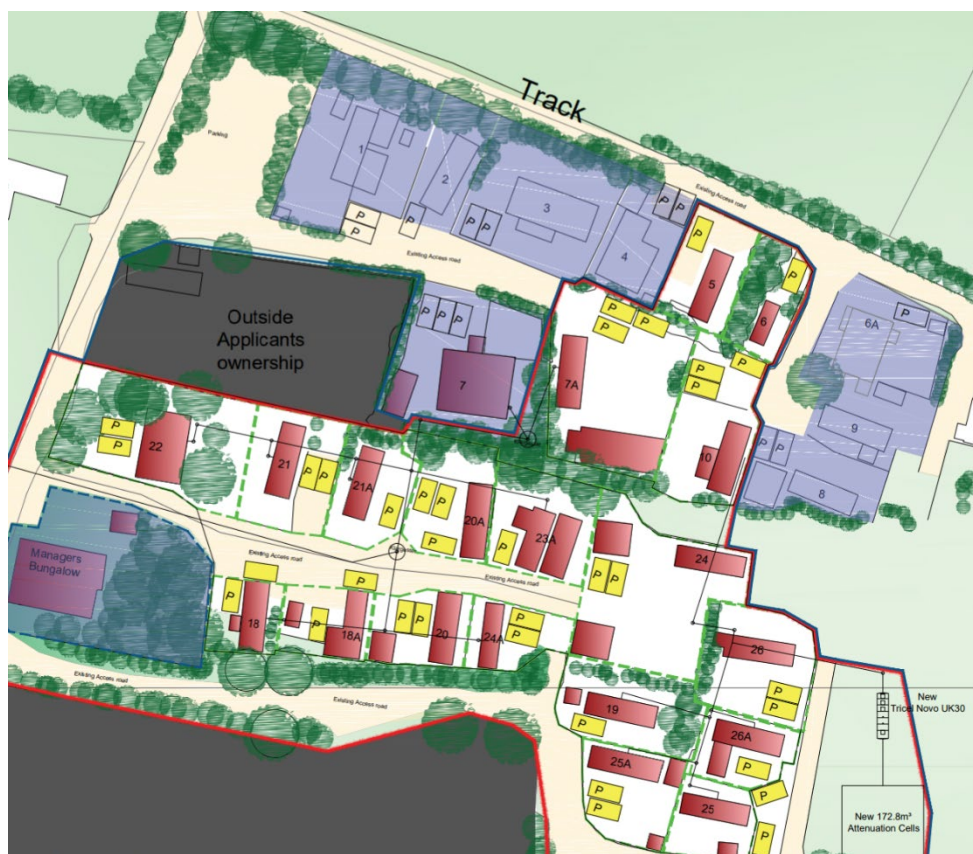 Track
Parking
Existing Access road
1
2
3
4
P
P
P
P
P
P
P
Existing Access road
P
5
6
P
6A
P
Outside
Applicants
ownership
P
P
P
7
P
P
P
7A
P
P
P
9
P
P
8
10
22
P
P
21
P
P
21A
P
P
P
20A
P
P
23A
P
P
24
Managers
Bungalow
Existing Access road
Existing Access road
P
P
18
P
P
18A
P
P
20
24A
P
P
26
P
P
Existing Access road
Existing Access road
19
P
26A
P
25A
P
P
25
P
P
New
Tricel Novo UK30
New 172.8m³
Attenuation Cells